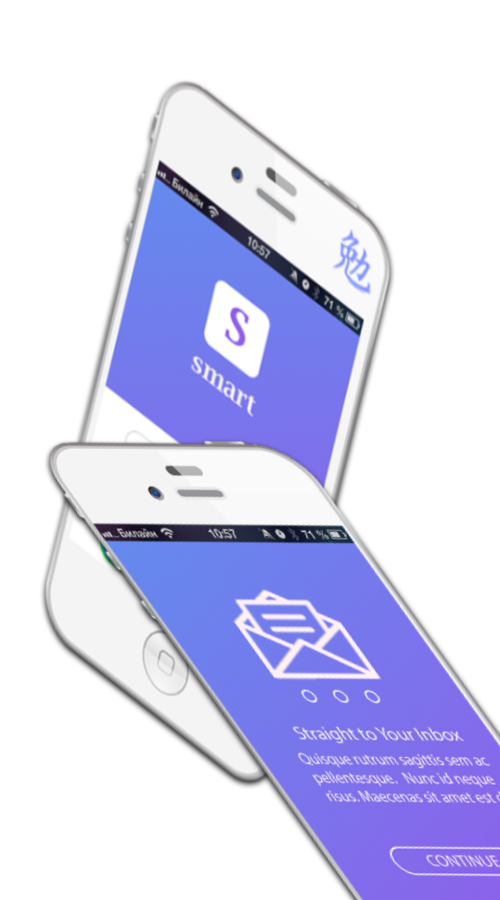 Билайн 10:57 71 %
勉
S
smart
Билайн 10:57 71 %
Straight to Your Inbox
Quisque rutrum sagittis sem ac
pellentesque. Nunc id neque
risus. Maecenas sit amet est
CONTINUE